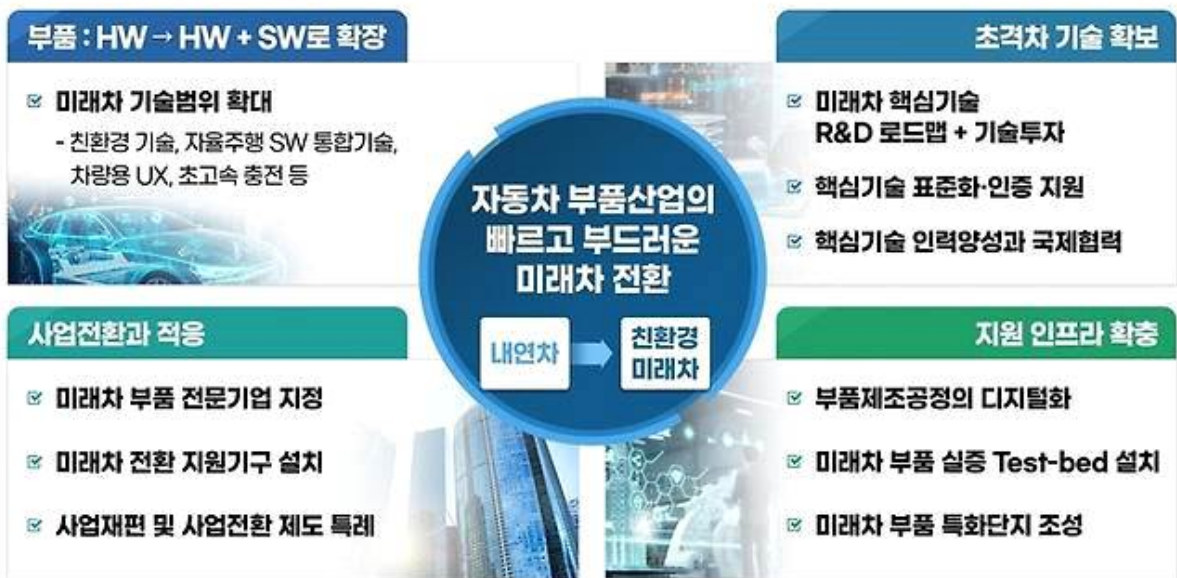 부품 : HW → HW + SW로 확장
미래차 기술범위 확대
- 친환경 기술, 자율주행 SW 통합기술,
차량용 UX, 초고속 충전 등
초격차 기술 확보
미래차 핵심기술
R&D 로드맵 + 기술투자
핵심기술 표준화·인증 지원
핵심기술 인력양성과 국제협력
자동차 부품산업의
빠르고 부드러운
미래차 전환
내연차
친환경
미래차
사업전환과 적응
미래차 부품 전문기업 지정
미래차 전환 지원기구 설치
사업재편 및 사업전환 제도 특례
지원 인프라 확충
부품제조공정의 디지털화
미래차 부품 실증 Test-bed 설치
미래차 부품 특화단지 조성